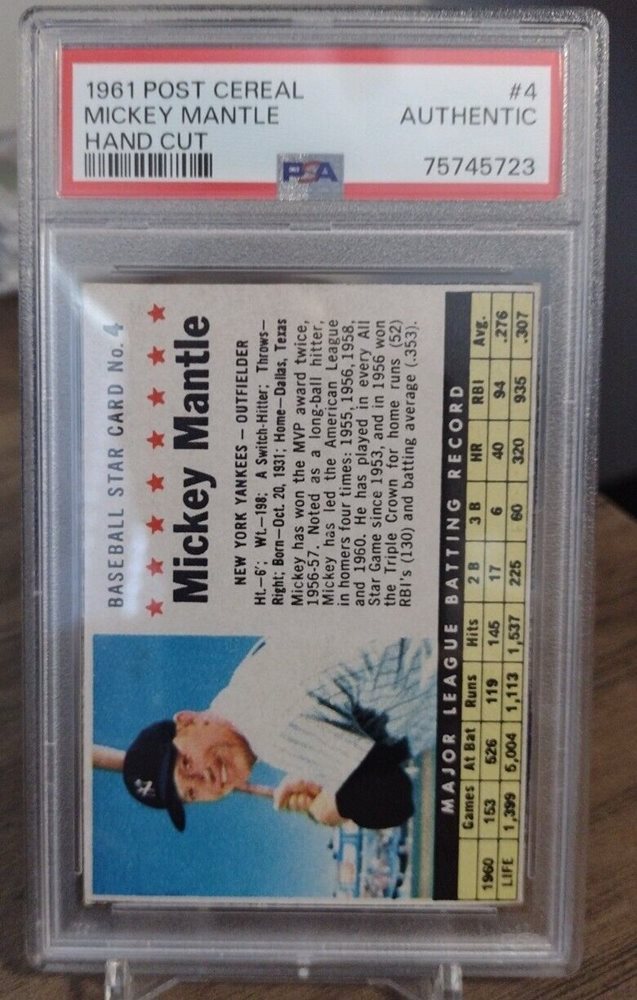 1961 POST CEREAL
#4
MICKEY MANTLE
AUTHENTIC
HAND CUT
PSA
75745723
BASEBALL STAR CARD No. 4
Mickey Mantle
NEW YORK YANKEES – OUTFIELDER
Ht.—6'; Wt.—198; A Switch-Hitter; Throws—
Right; Born—Oct. 20, 1931; Home—Dallas, Texas
Mickey has won the MVP award twice,
1956-57. Noted as a long-ball hitter,
Mickey has led the American League
in homers four times: 1955, 1956, 1958,
and 1960. He has played in every All
Star Game since 1953, and in 1956 won
the Triple Crown for home runs (52)
RBI's (130) and batting average (.353).
MAJOR LEAGUE BATTING RECORD
Games At Bat Runs Hits 2 B 3 B HR RBI Avg.
1960 153 526 119 145 17 6 40 94 .276
LIFE 1,399 5,004 1,113 1,537 225 60 320 935 .307